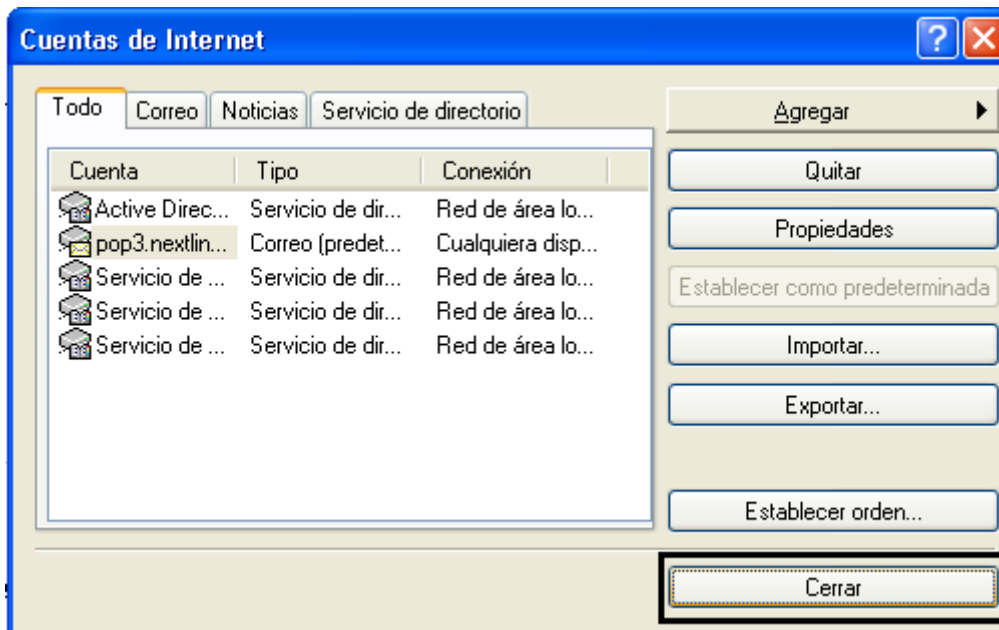 Cuentas de Internet
Todo Correo Noticias Servicio de directorio
Cuenta Tipo Conexión
Active Direc... Servicio de dir... Red de área lo...
pop3.nextlin... Correo (predet... Cualquiera disp...
Servicio de ... Servicio de dir... Red de área lo...
Servicio de ... Servicio de dir... Red de área lo...
Servicio de ... Servicio de dir... Red de área lo...
Agregar
Quitar
Propiedades
Establecer como predeterminada
Importar...
Exportar...
Establecer orden...
Cerrar